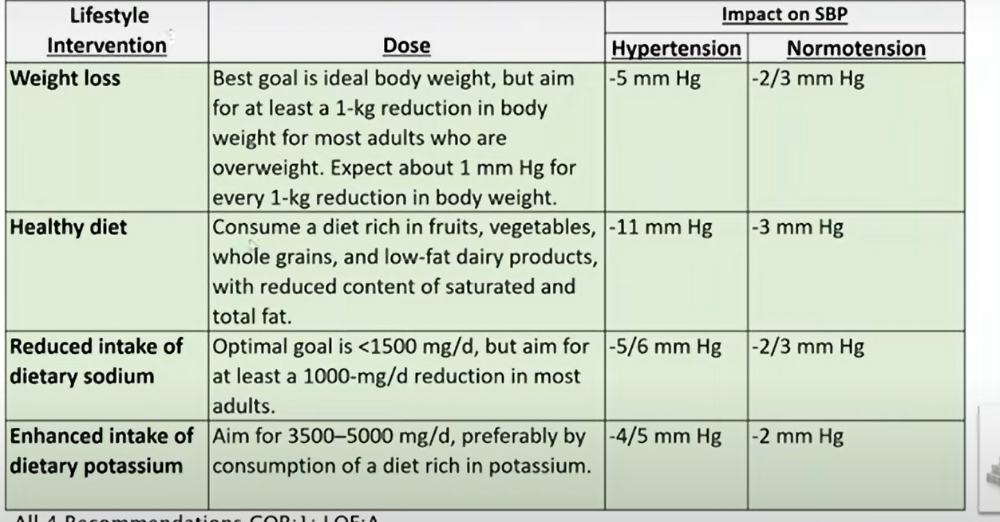 Lifestyle
Intervention
Dose
Impact on SBP
Hypertension
Normotension
Weight loss
Best goal is ideal body weight, but aim
for at least a 1-kg reduction in body
weight for most adults who are
overweight. Expect about 1 mm Hg for
every 1-kg reduction in body weight.
-5 mm Hg
-2/3 mm Hg
Healthy diet
Consume a diet rich in fruits, vegetables,
whole grains, and low-fat dairy products,
with reduced content of saturated and
total fat.
-11 mm Hg
-3 mm Hg
Reduced intake of
dietary sodium
Optimal goal is <1500 mg/d, but aim for
at least a 1000-mg/d reduction in most
adults.
-5/6 mm Hg
-2/3 mm Hg
Enhanced intake of
dietary potassium
Aim for 3500–5000 mg/d, preferably by
consumption of a diet rich in potassium.
-4/5 mm Hg
-2 mm Hg
All 4 Recommendations COR:1; LOE:A